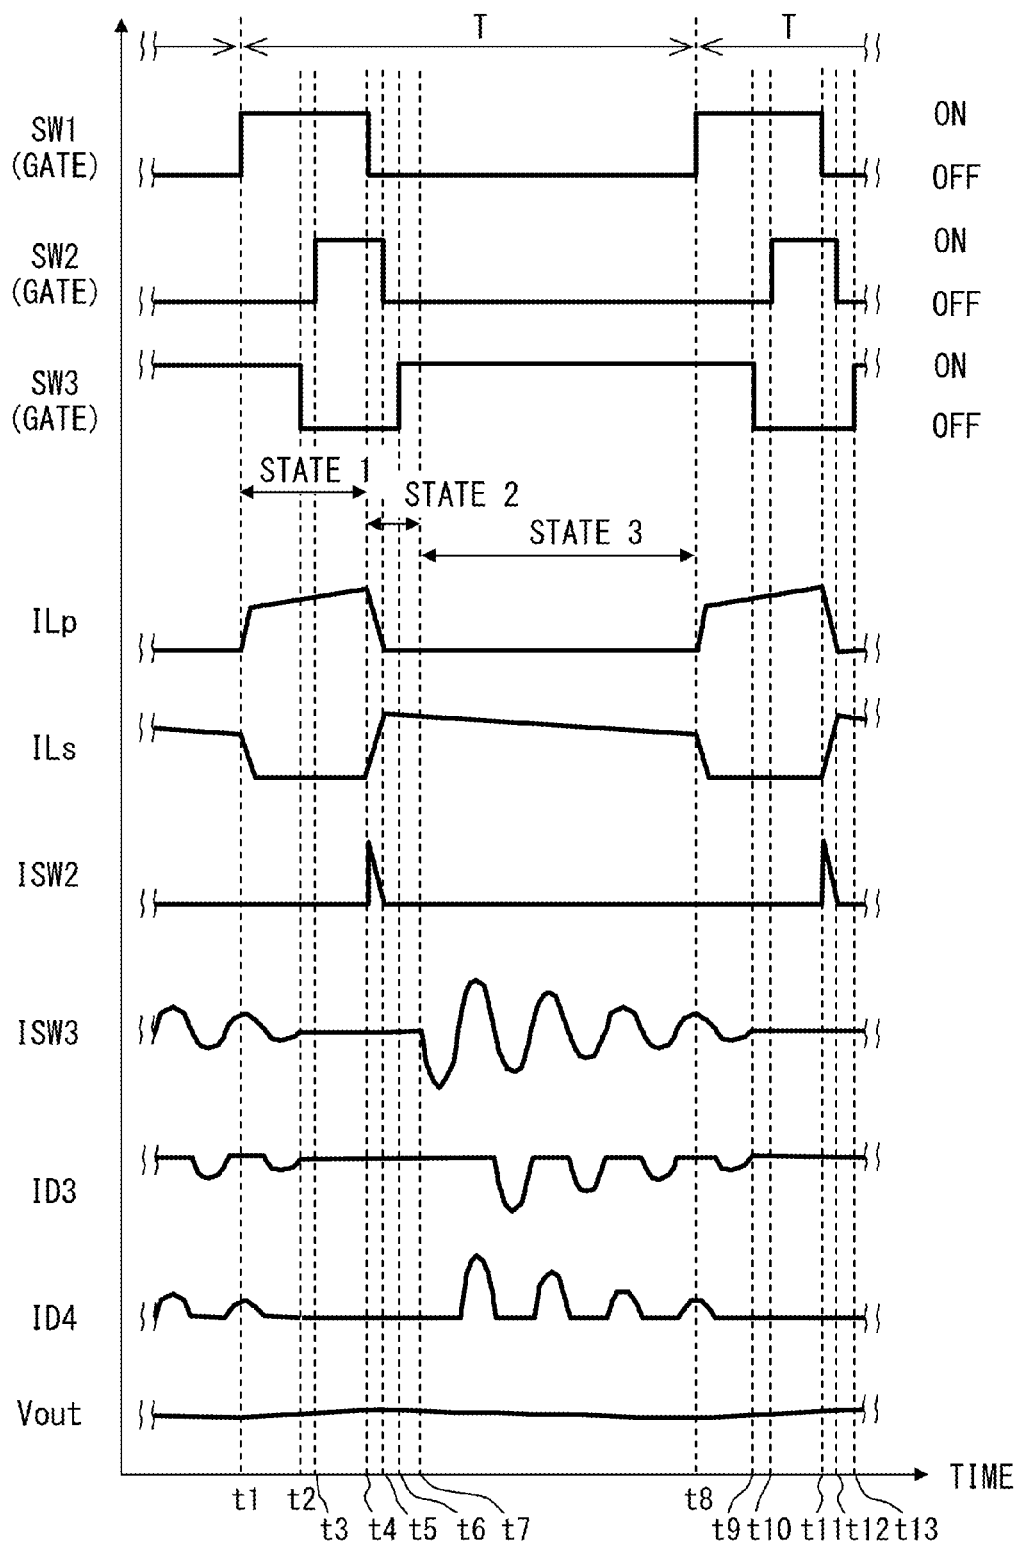 T T
SW1
(GATE)
ON
OFF
SW2
(GATE)
ON
OFF
SW3
(GATE)
ON
OFF
STATE 1
STATE 2
STATE 3
ILp
ILs
ISW2
ISW3
ID3
ID4
Vout
TIME
t1 t2 t3 t4 t5 t6 t7 t8 t9 t10 t11 t12 t13